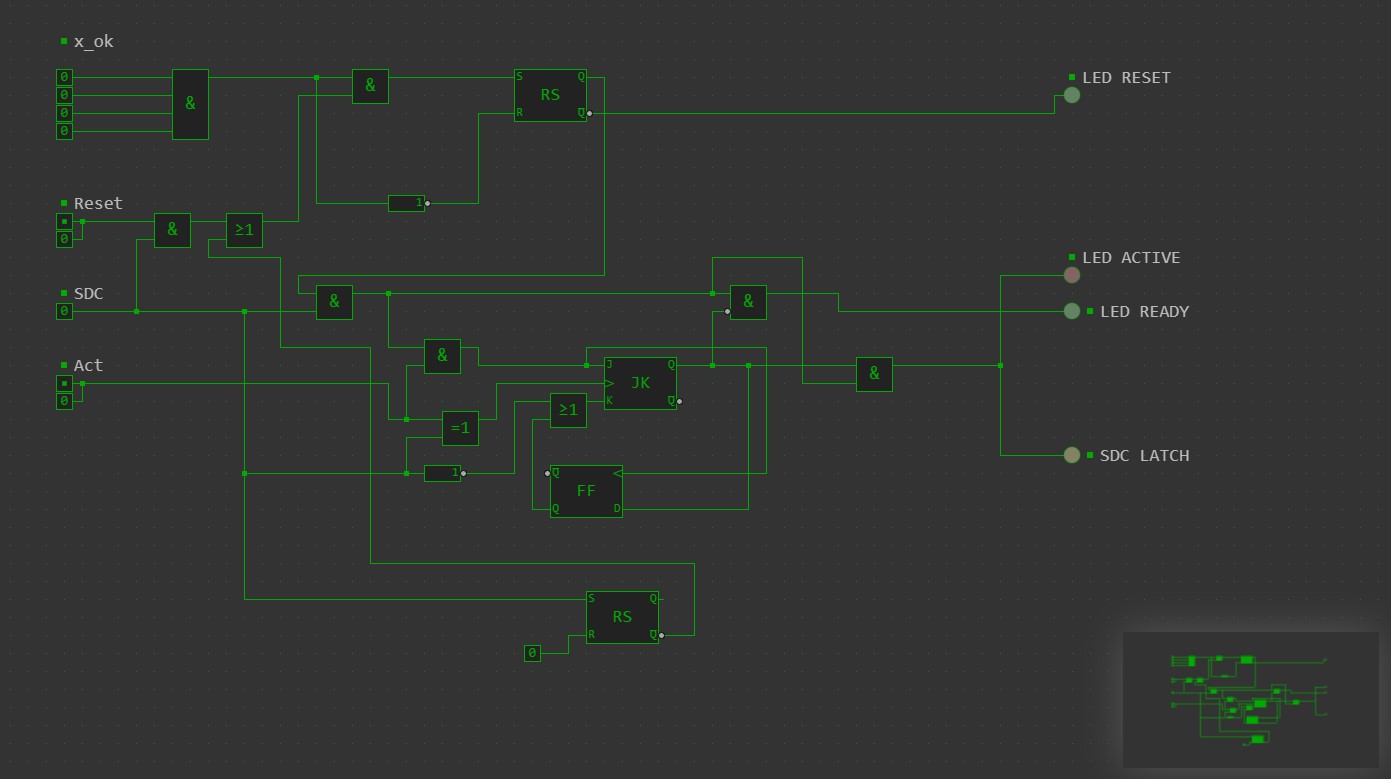 x_ok
0
0
0
0
&
&
S Q
RS
R Q̅
LED RESET
1
Reset
0
&
≥1
SDC
0
&
&
LED ACTIVE
LED READY
Act
0
&
J Q
JK
K Q̅
&
≥1
=1
1
Q̅ <
FF
Q D
SDC LATCH
S Q
RS
R Q̅
0